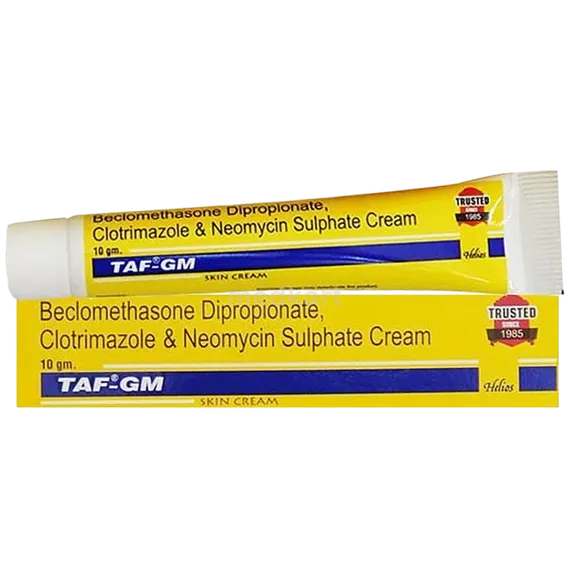 Beclomethasone Dipropionate,
Clotrimazole & Neomycin Sulphate Cream
10 gm.
TAF®-GM
SKIN CREAM
TRUSTED
SINCE
1985
Helios
Beclomethasone Dipropionate,
Clotrimazole & Neomycin Sulphate Cream
10 gm.
TAF®-GM
SKIN CREAM
TRUSTED
SINCE
1985
Helios